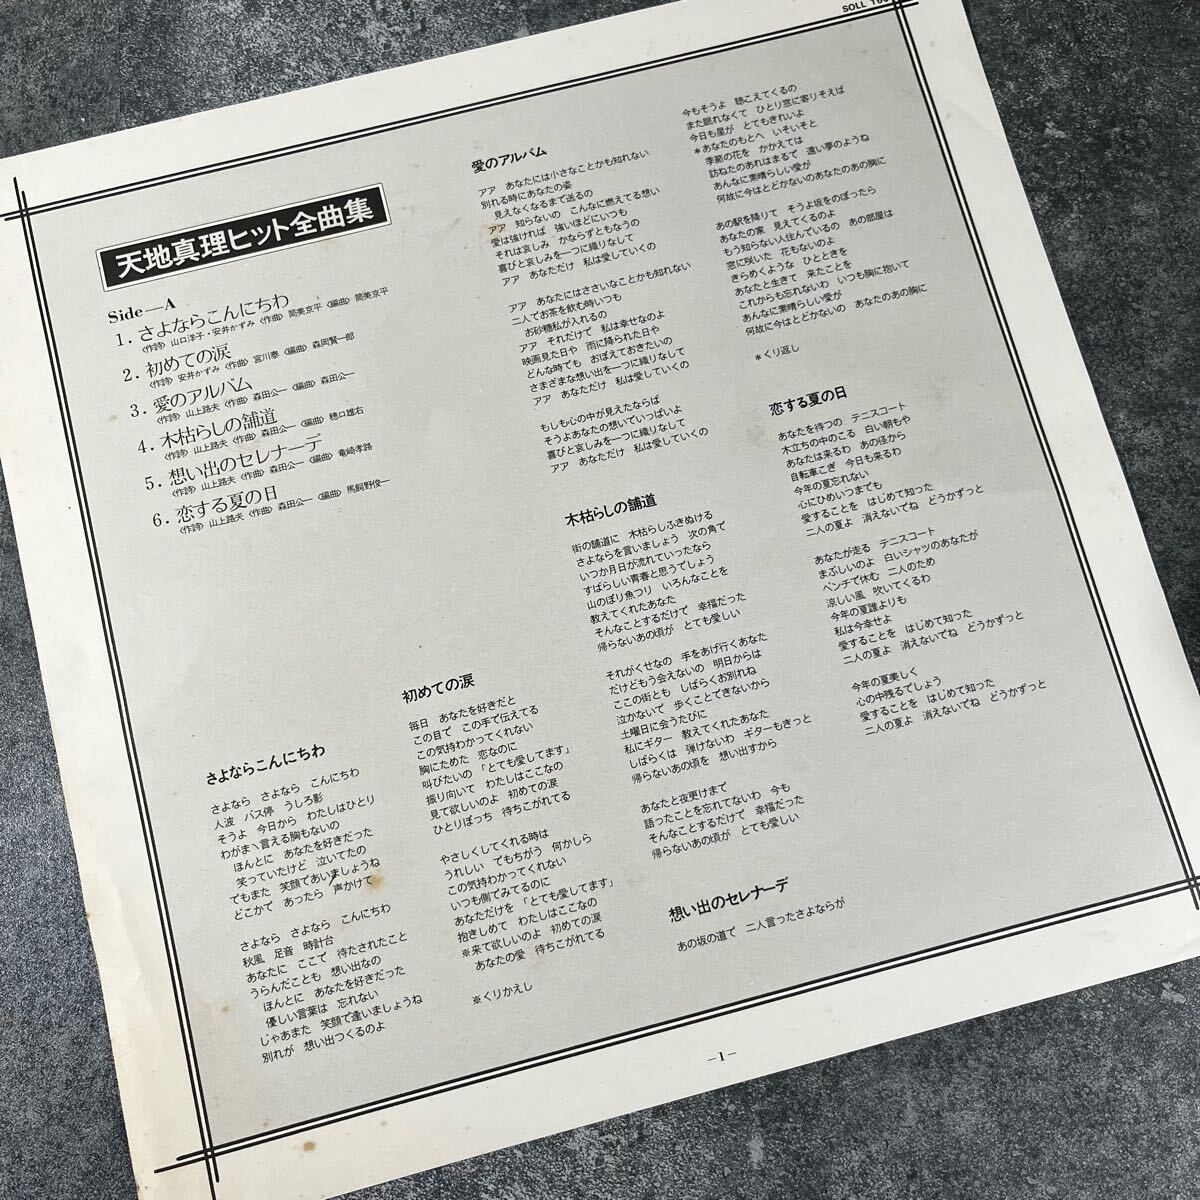 SOLL
天地真理ヒット全曲集
Side—A
1. さよならこんにちわ
〈作詩〉山口洋子・安井かずみ〈作曲〉筒美京平〈編曲〉筒美京平
2. 初めての涙
〈作詩〉安井かずみ〈作曲〉宮川泰〈編曲〉森岡賢一郎
3. 愛のアルバム
〈作詩〉山上路夫〈作曲〉森田公一〈編曲〉森田公一
4. 木枯らしの舗道
〈作詩〉山上路夫〈作曲〉森田公一〈編曲〉穂口雄右
5. 想い出のセレナーデ
〈作詩〉山上路夫〈作曲〉森田公一〈編曲〉竜崎孝路
6. 恋する夏の日
〈作詩〉山上路夫〈作曲〉森田公一〈編曲〉馬飼野俊一
さよならこんにちわ
さよなら さよなら こんにちわ
人波 バス停 うしろ影
そうよ 今日から わたしはひとり
わがまゝ言える胸もないの
ほんとに あなたを好きだった
笑っていたけど 泣いてたの
でもまた 笑顔であいましょうね
どこかで あったら 声かけて
さよなら さよなら こんにちわ
秋風 足音 時計台
あなたに ここで 待たされたこと
うらんだことも 想い出なの
ほんとに あなたを好きだった
優しい言葉は 忘れない
じゃあまた 笑顔で逢いましょうね
別れが 想い出つくるのよ
初めての涙
毎日 あなたを好きだと
この目で この手で伝えてる
この気持わかってくれない
胸にためた 恋なのに
叫びたいの 「とても愛してます」
振り向いて わたしはここなの
見て欲しいのよ 初めての涙
ひとりぼっち 待ちこがれてる
やさしくしてくれる時は
うれしい でもちがう 何かしら
この気持わかってくれない
いつも側でみてるのに
あなただけを 「とても愛してます」
抱きしめて わたしはここなの
※来て欲しいのよ 初めての涙
あなたの愛 待ちこがれてる
※くりかえし
愛のアルバム
アア あなたには小さなことかも知れない
別れる時にあなたの姿
見えなくなるまで送るの
アア 知らないの こんなに燃えてる想い
愛は強ければ 強いほどにいつも
それは哀しみ かならずともなうの
喜びと哀しみを一つに織りなして
アア あなただけ 私は愛していくの
アア あなたにはささいなことかも知れない
二人でお茶を飲む時いつも
お砂糖私が入れるの
アア それだけで 私は幸せなのよ
映画見た日や 雨に降られた日や
どんな時でも おぼえておきたいの
さまざまな想い出を一つに織りなして
アア あなただけ 私は愛していくの
もしも心の中が見えたならば
そうよあなたの想いでいっぱいよ
喜びと哀しみを一つに織りなして
アア あなただけ 私は愛していくの
木枯らしの舗道
街の舗道に 木枯らしふきぬける
さよならを言いましょう 次の角で
いつか月日が流れていったなら
すばらしい青春と思うでしょう
山のぼり魚つり いろんなことを
教えてくれたあなた
そんなことするだけで 幸福だった
帰らないあの頃が とても愛しい
それがくせなの 手をあげ行くあなた
だけどもう会えないの 明日からは
ここの街とも しばらくお別れね
泣かないで 歩くことできないから
土曜日に会うたびに
私にギター 教えてくれたあなた
しばらくは 弾けないわ ギターもきっと
帰らないあの頃を 想い出すから
あなたと夜更けまで
語ったことを忘れてないわ 今も
そんなことするだけで 幸福だった
帰らないあの頃が とても愛しい
想い出のセレナーデ
あの坂の道で 二人言ったさよならが
今もそうよ 聴こえてくるの
また眠れなくて ひとり窓に寄りそえば
今日も星が とてもきれいよ
＊あなたのもとへ いそいそと
季節の花を かかえては
訪ねたのあれはまるで 遠い夢のようね
あんなに素晴らしい愛が
何故に今はとどかないのあなたのあの胸に
あの駅を降りて そうよ坂をのぼったら
あなたの家 見えてくるのよ
もう知らない人住んでいるの あの部屋は
窓に咲いた 花もないのよ
きらめくような ひとときを
あなたと生きて 来たことを
これからも忘れないわ いつも胸に抱いて
あんなに素晴らしい愛が
何故に今はとどかないの あなたのあの胸に
＊くり返し
恋する夏の日
あなたを待つの テニスコート
木立ちの中のこる 白い朝もや
あなたは来るわ あの径から
自転車こぎ 今日も来るわ
今年の夏忘れない
心にひめいつまでも
愛することを はじめて知った
二人の夏よ 消えないでね どうかずっと
あなたが走る テニスコート
まぶしいのよ 白いシャツのあなたが
ベンチで休む 二人のため
涼しい風 吹いてくるわ
今年の夏誰よりも
私は今幸せよ
愛することを はじめて知った
二人の夏よ 消えないでね どうかずっと
今年の夏美しく
心の中残るでしょう
愛することを はじめて知った
二人の夏よ 消えないでね どうかずっと
—1—